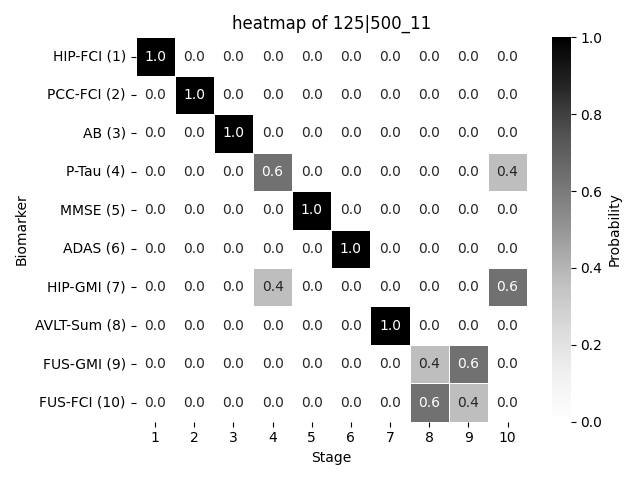 heatmap of 125|500_11
HIP-FCI (1) 1.0 0.0 0.0 0.0 0.0 0.0 0.0 0.0 0.0 0.0
PCC-FCI (2) 0.0 1.0 0.0 0.0 0.0 0.0 0.0 0.0 0.0 0.0
AB (3) 0.0 0.0 1.0 0.0 0.0 0.0 0.0 0.0 0.0 0.0
P-Tau (4) 0.0 0.0 0.0 0.6 0.0 0.0 0.0 0.0 0.0 0.4
MMSE (5) 0.0 0.0 0.0 0.0 1.0 0.0 0.0 0.0 0.0 0.0
ADAS (6) 0.0 0.0 0.0 0.0 0.0 1.0 0.0 0.0 0.0 0.0
HIP-GMI (7) 0.0 0.0 0.0 0.4 0.0 0.0 0.0 0.0 0.0 0.6
AVLT-Sum (8) 0.0 0.0 0.0 0.0 0.0 0.0 1.0 0.0 0.0 0.0
FUS-GMI (9) 0.0 0.0 0.0 0.0 0.0 0.0 0.0 0.4 0.6 0.0
FUS-FCI (10) 0.0 0.0 0.0 0.0 0.0 0.0 0.0 0.6 0.4 0.0
1 2 3 4 5 6 7 8 9 10
Stage
Biomarker
1.0
0.8
0.6
0.4
0.2
0.0
Probability